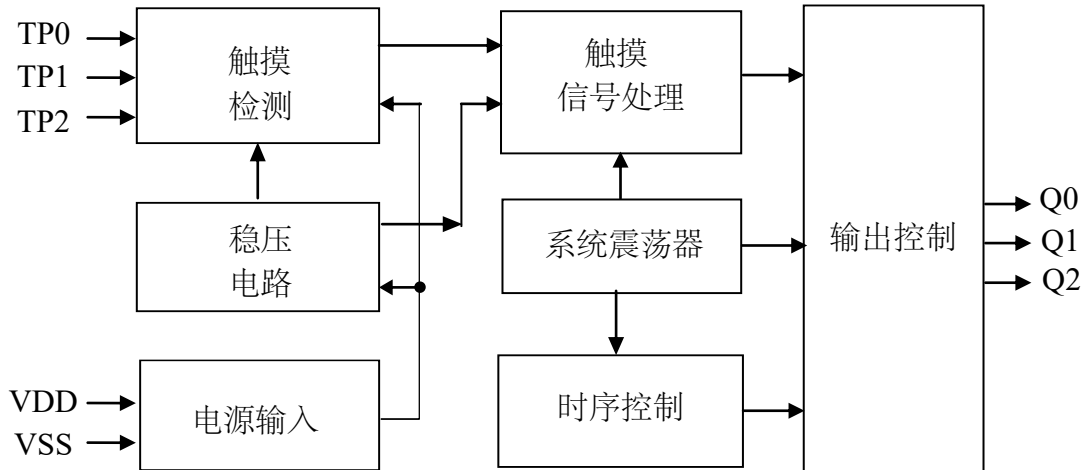 TP0
TP1
TP2
触摸
检测
触摸
信号处理
稳压
电路
系统震荡器
输出控制
Q0
Q1
Q2
VDD
VSS
电源输入
时序控制